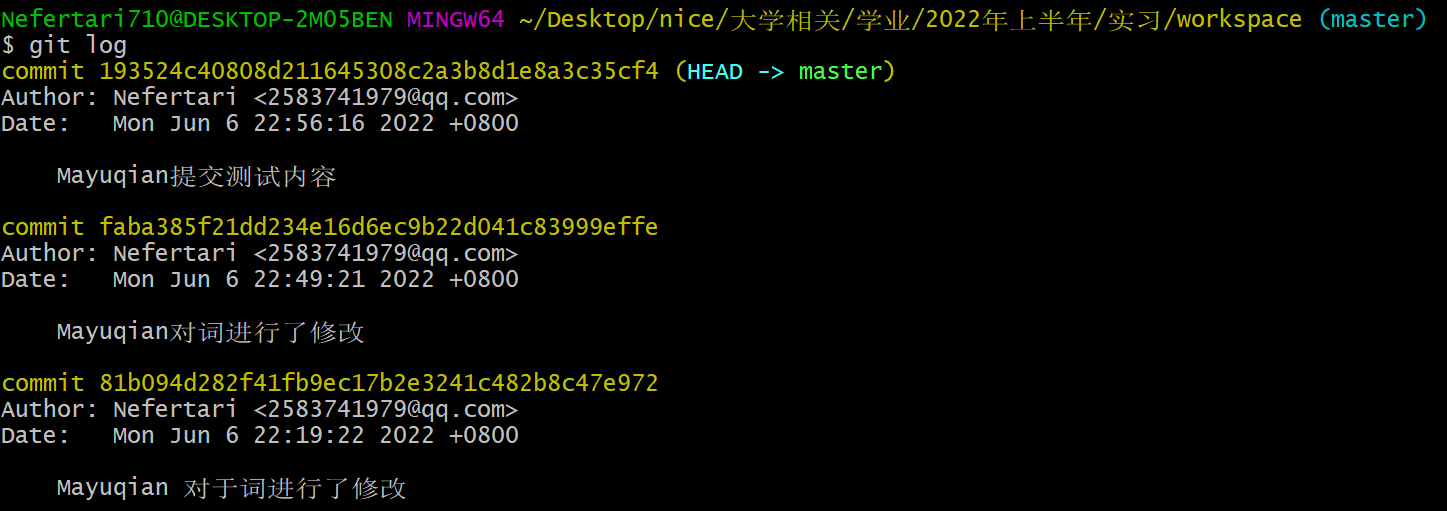 Nefertari710@DESKTOP-2M05BEN MINGW64 ~/Desktop/nice/大学相关/学业/2022年上半年/实习/workspace (master)
$ git log
commit 193524c40808d211645308c2a3b8d1e8a3c35cf4 (HEAD -> master)
Author: Nefertari <2583741979@qq.com>
Date:   Mon Jun 6 22:56:16 2022 +0800
Mayuqian提交测试内容
commit faba385f21dd234e16d6ec9b22d041c83999effe
Author: Nefertari <2583741979@qq.com>
Date:   Mon Jun 6 22:49:21 2022 +0800
Mayuqian对词进行了修改
commit 81b094d282f41fb9ec17b2e3241c482b8c47e972
Author: Nefertari <2583741979@qq.com>
Date:   Mon Jun 6 22:19:22 2022 +0800
Mayuqian 对于词进行了修改